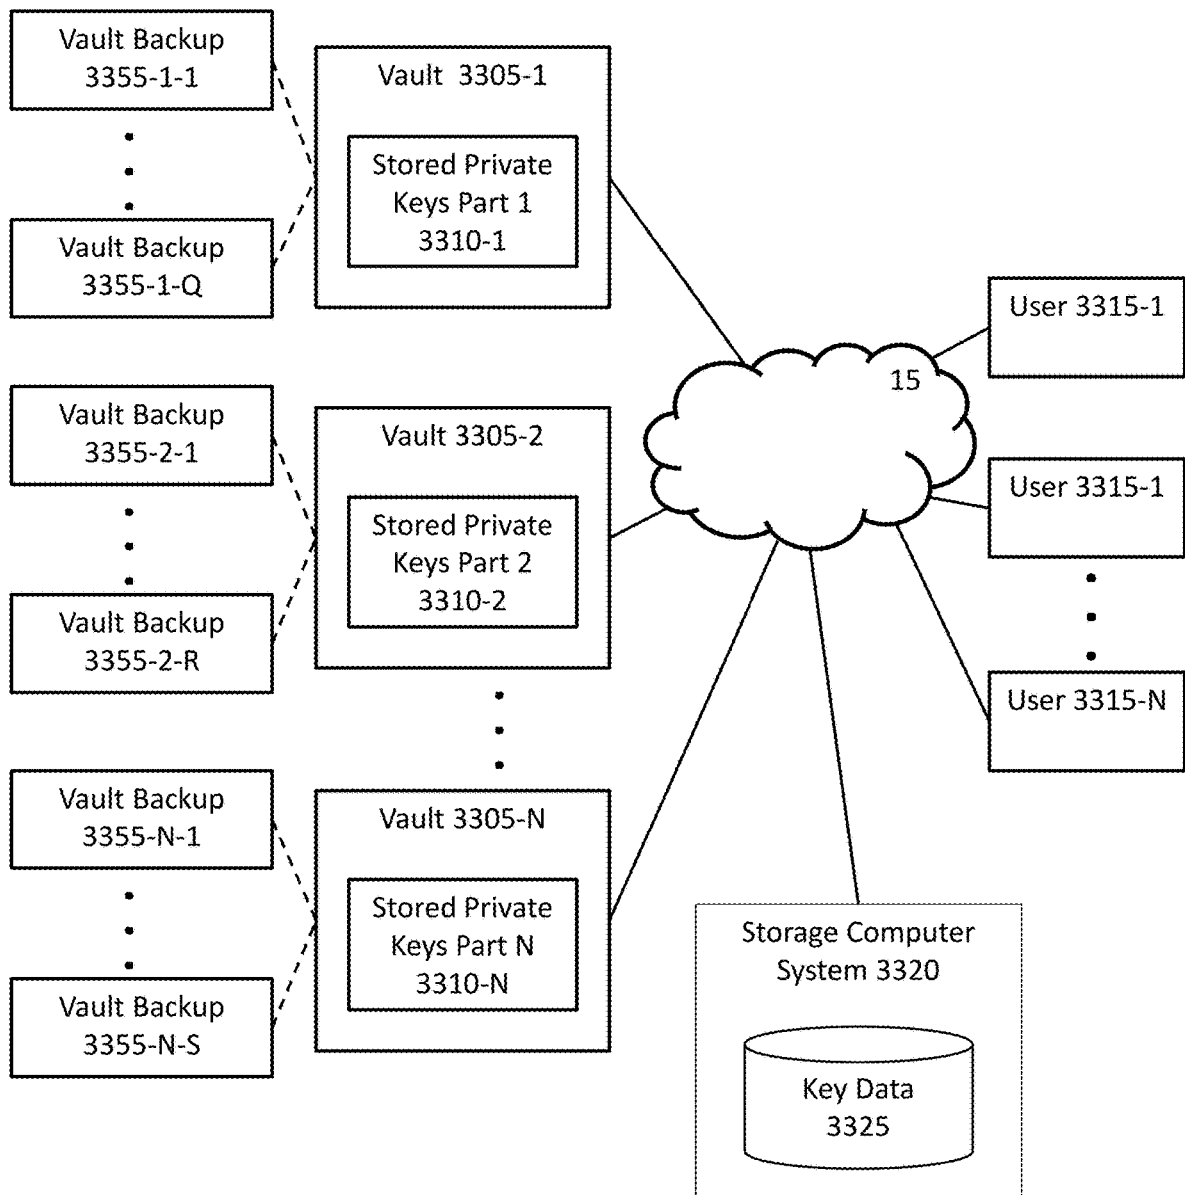 Vault Backup
3355-1-1
Vault Backup
3355-1-Q
Vault 3305-1
Stored Private
Keys Part 1
3310-1
Vault Backup
3355-2-1
Vault Backup
3355-2-R
Vault 3305-2
Stored Private
Keys Part 2
3310-2
Vault Backup
3355-N-1
Vault Backup
3355-N-S
Vault 3305-N
Stored Private
Keys Part N
3310-N
15
User 3315-1
User 3315-1
User 3315-N
Storage Computer
System 3320
Key Data
3325